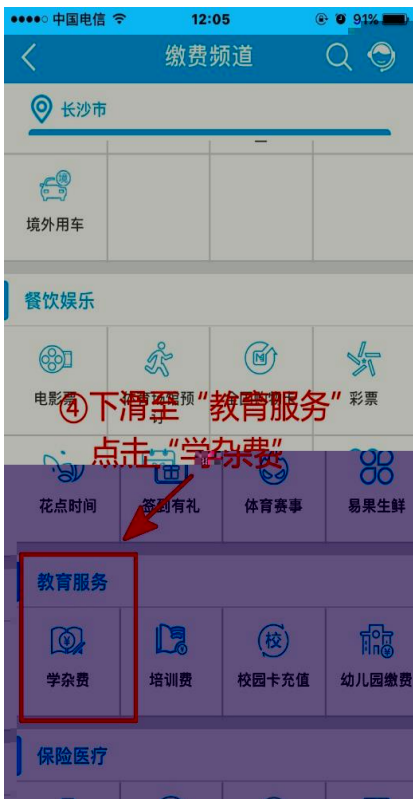 中国电信 12:05 91%
缴费频道
长沙市
境外用车
餐饮娱乐
电影票 彩票
④下滑至“教育服务”
点击“学杂费”
花点时间 签到有礼 体育赛事 易果生鲜
教育服务
学杂费 培训费 校园卡充值 幼儿园缴费
保险医疗